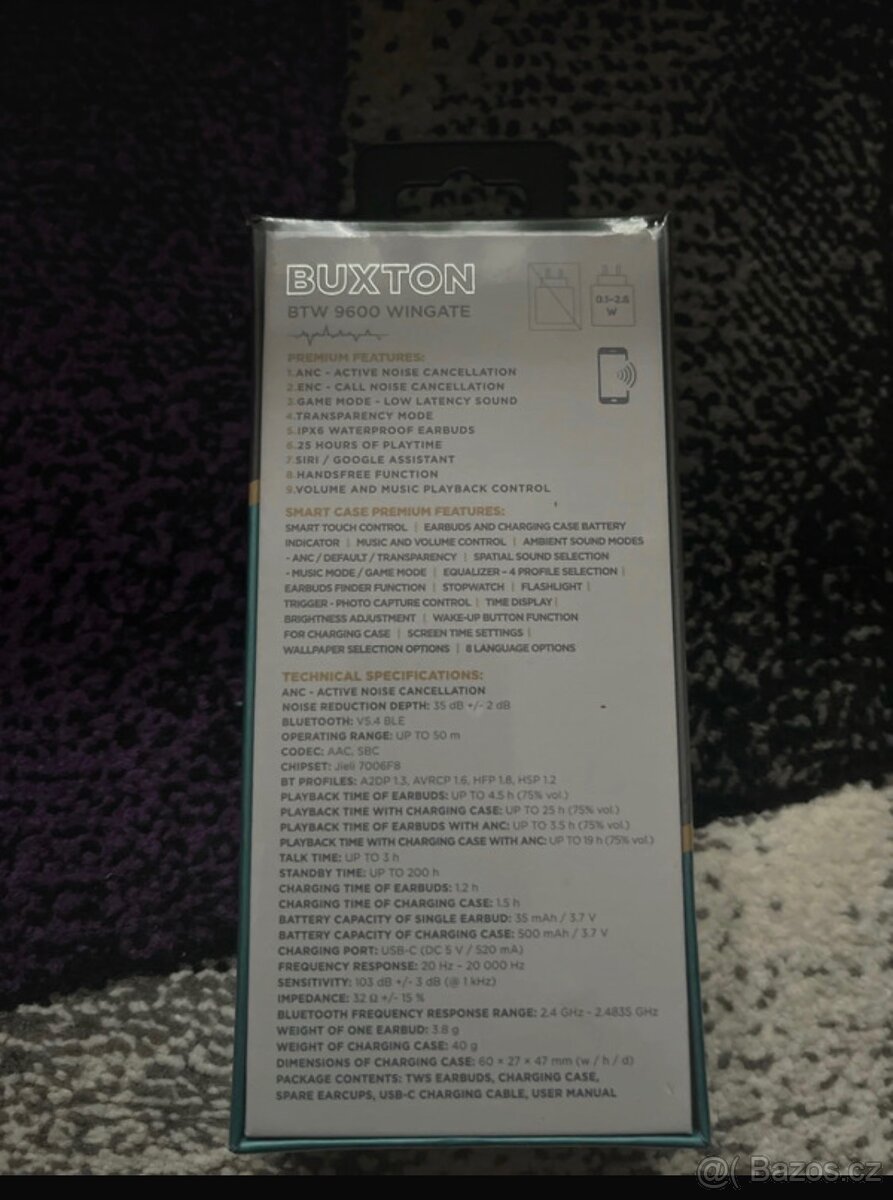 BUXTON
BTW 9600 WINGATE
0.1-2.6
W
PREMIUM FEATURES:
1.ANC - ACTIVE NOISE CANCELLATION
2.ENC - CALL NOISE CANCELLATION
3.GAME MODE - LOW LATENCY SOUND
4.TRANSPARENCY MODE
5.IPX6 WATERPROOF EARBUDS
6.25 HOURS OF PLAYTIME
7.SIRI / GOOGLE ASSISTANT
8.HANDSFREE FUNCTION
9.VOLUME AND MUSIC PLAYBACK CONTROL
SMART CASE PREMIUM FEATURES:
SMART TOUCH CONTROL | EARBUDS AND CHARGING CASE BATTERY
INDICATOR | MUSIC AND VOLUME CONTROL | AMBIENT SOUND MODES
- ANC / DEFAULT / TRANSPARENCY | SPATIAL SOUND SELECTION
- MUSIC MODE / GAME MODE | EQUALIZER - 4 PROFILE SELECTION |
EARBUDS FINDER FUNCTION | STOPWATCH | FLASHLIGHT |
TRIGGER - PHOTO CAPTURE CONTROL | TIME DISPLAY |
BRIGHTNESS ADJUSTMENT | WAKE-UP BUTTON FUNCTION
FOR CHARGING CASE | SCREEN TIME SETTINGS |
WALLPAPER SELECTION OPTIONS | 8 LANGUAGE OPTIONS
TECHNICAL SPECIFICATIONS:
ANC - ACTIVE NOISE CANCELLATION
NOISE REDUCTION DEPTH: 35 dB +/- 2 dB
BLUETOOTH: V5.4 BLE
OPERATING RANGE: UP TO 50 m
CODEC: AAC, SBC
CHIPSET: Jieli 7006F8
BT PROFILES: A2DP 1.3, AVRCP 1.6, HFP 1.8, HSP 1.2
PLAYBACK TIME OF EARBUDS: UP TO 4.5 h (75% vol.)
PLAYBACK TIME WITH CHARGING CASE: UP TO 25 h (75% vol.)
PLAYBACK TIME OF EARBUDS WITH ANC: UP TO 3.5 h (75% vol.)
PLAYBACK TIME WITH CHARGING CASE WITH ANC: UP TO 19 h (75% vol.)
TALK TIME: UP TO 3 h
STANDBY TIME: UP TO 200 h
CHARGING TIME OF EARBUDS: 1.2 h
CHARGING TIME OF CHARGING CASE: 1.5 h
BATTERY CAPACITY OF SINGLE EARBUD: 35 mAh / 3.7 V
BATTERY CAPACITY OF CHARGING CASE: 500 mAh / 3.7 V
CHARGING PORT: USB-C (DC 5 V / 520 mA)
FREQUENCY RESPONSE: 20 Hz - 20 000 Hz
SENSITIVITY: 103 dB +/- 3 dB (@ 1 kHz)
IMPEDANCE: 32 Ω +/- 15 %
BLUETOOTH FREQUENCY RESPONSE RANGE: 2.4 GHz - 2.4835 GHz
WEIGHT OF ONE EARBUD: 3.8 g
WEIGHT OF CHARGING CASE: 40 g
DIMENSIONS OF CHARGING CASE: 60 × 27 × 47 mm (w / h / d)
PACKAGE CONTENTS: TWS EARBUDS, CHARGING CASE,
SPARE EARCUPS, USB-C CHARGING CABLE, USER MANUAL
@( Bazos.cz